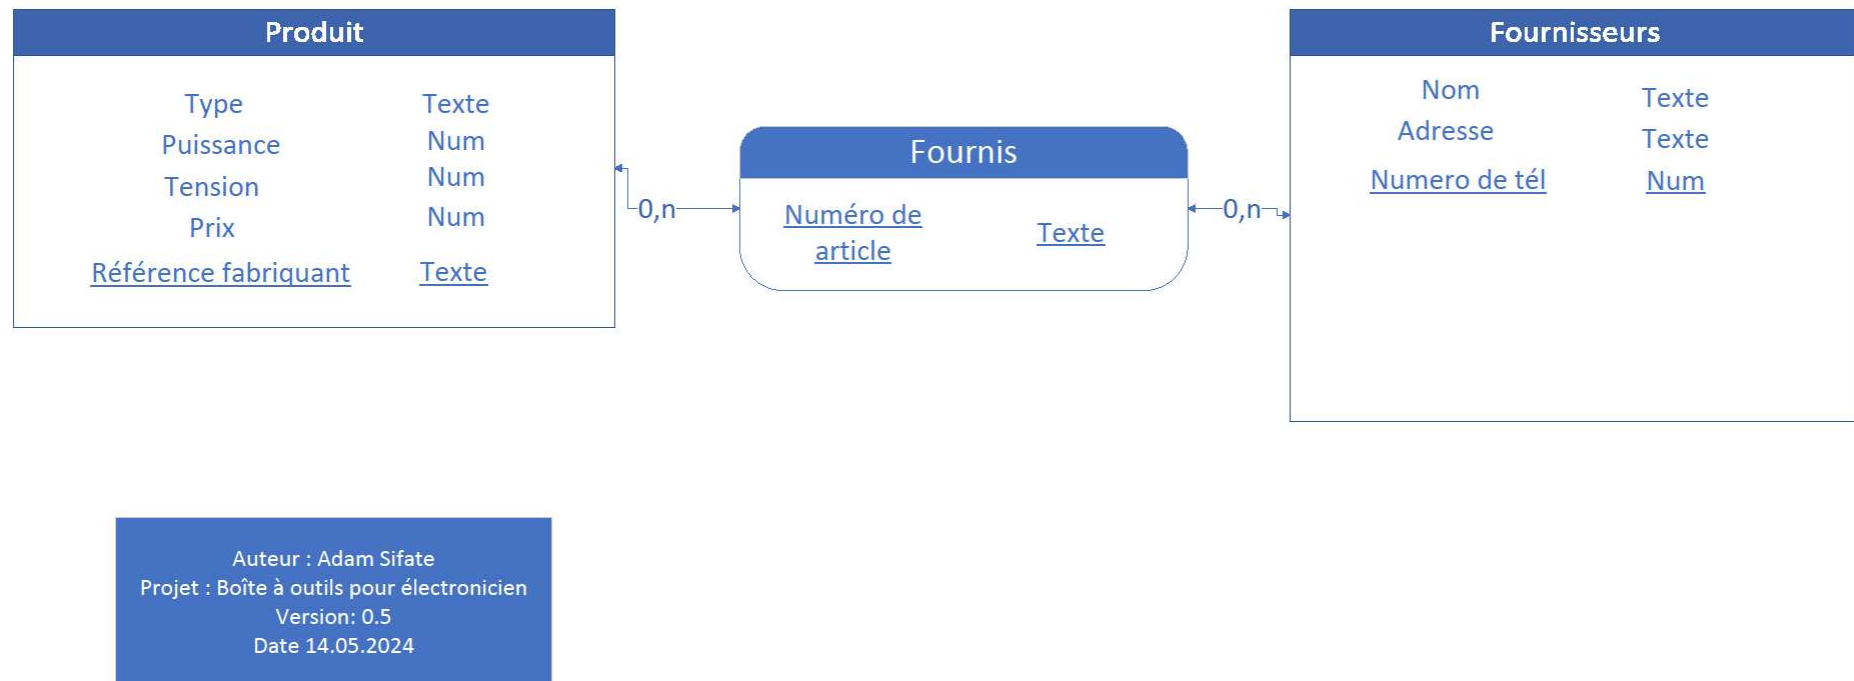 Produit
Type Texte
Puissance Num
Tension Num
Prix Num
Référence fabriquant Texte
0,n
Fournis
Numéro de
article
Texte
0,n
Fournisseurs
Nom Texte
Adresse Texte
Numero de tél Num
Auteur : Adam Sifate
Projet : Boîte à outils pour électronicien
Version: 0.5
Date 14.05.2024